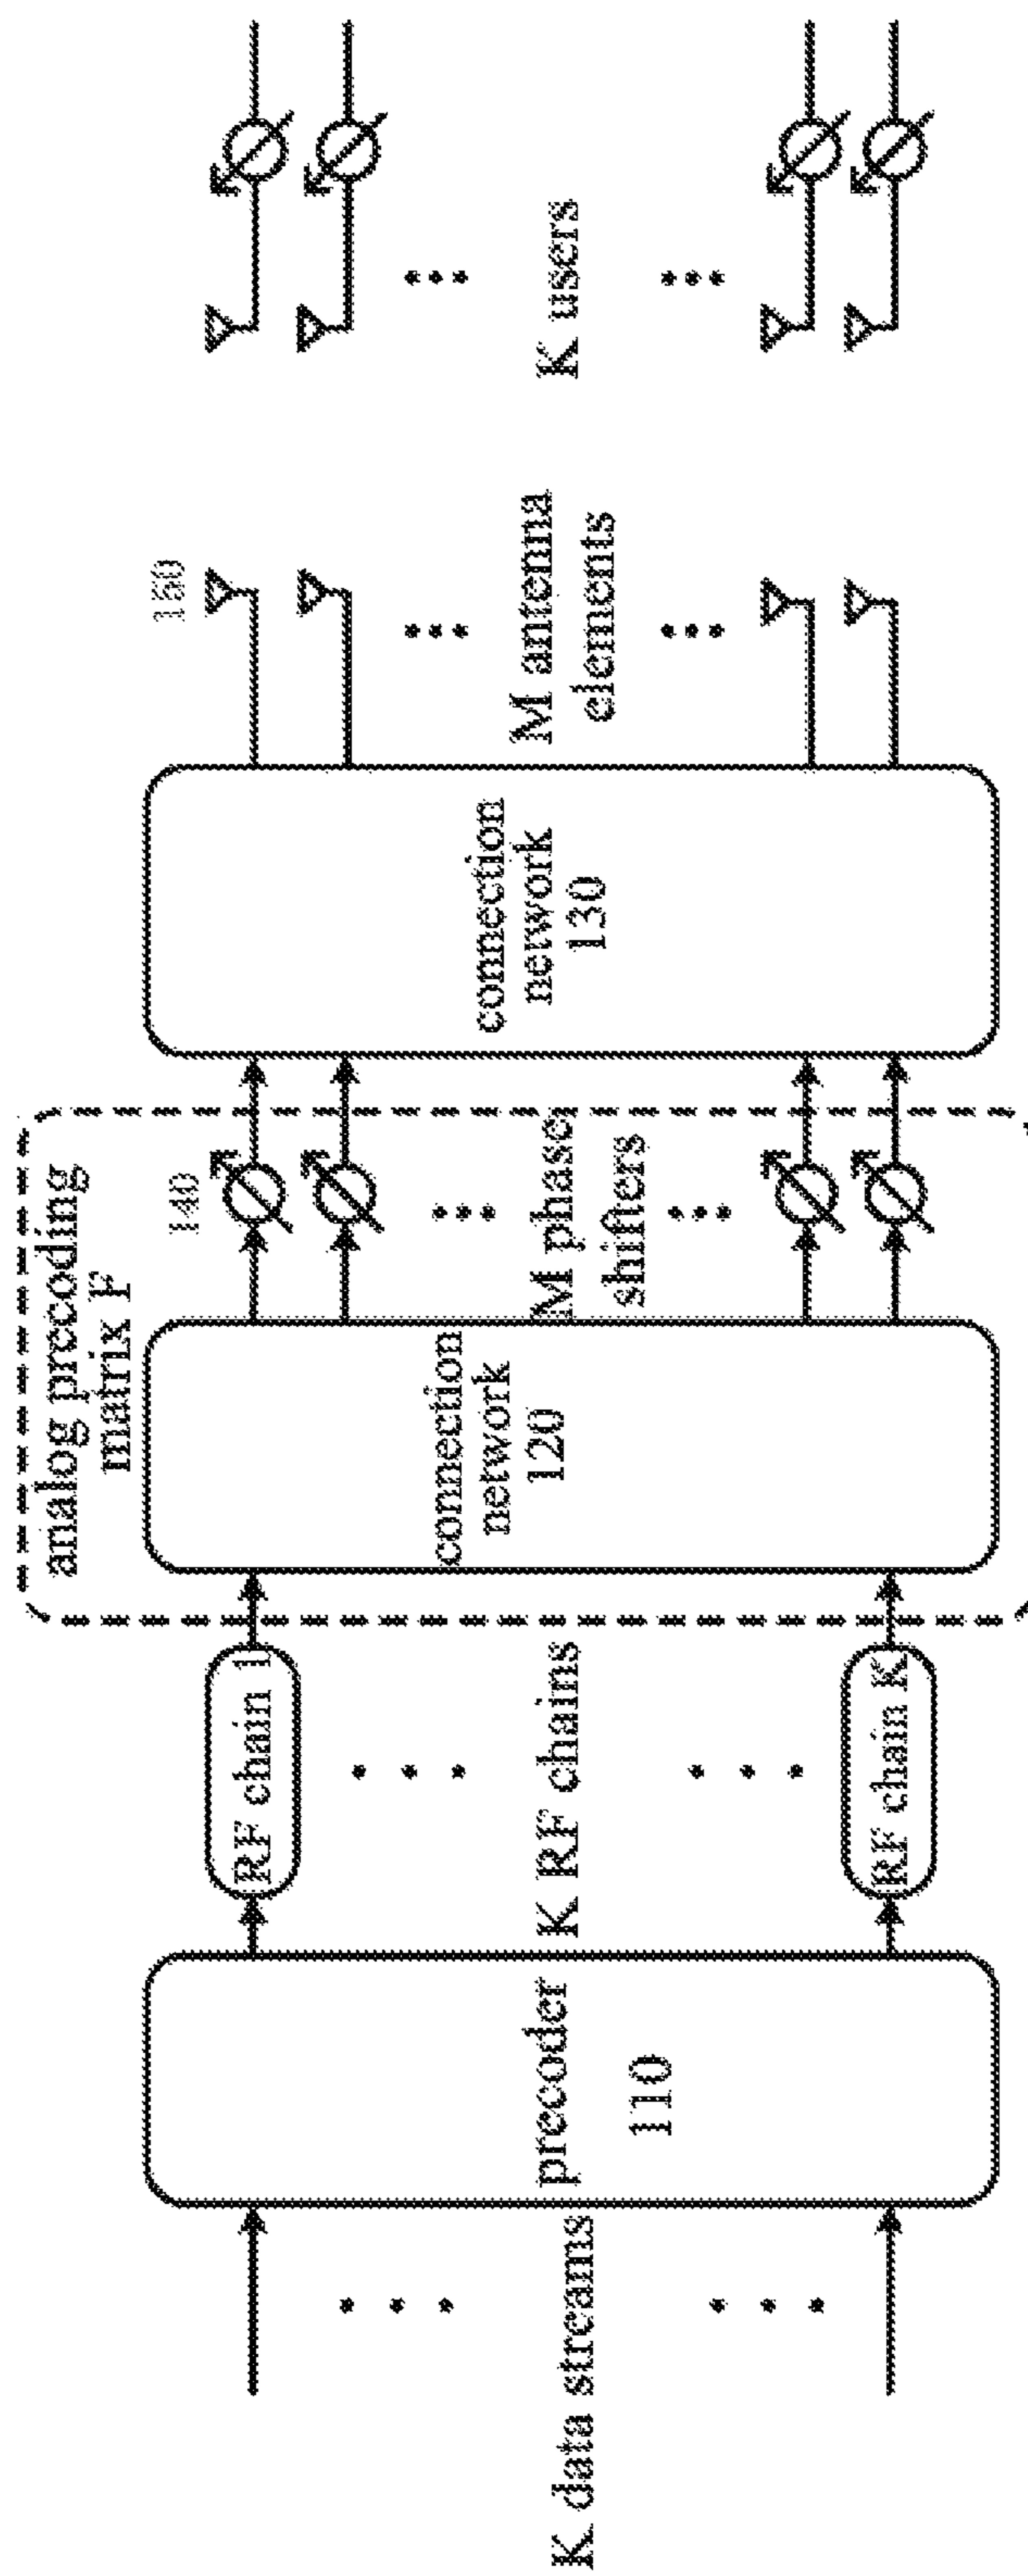 K data streams
precoder
110
RF chain 1
K RF chains
RF chain K
analog precoding
matrix F
connection
network
120
140
M phase
shifters
connection
network
130
150
M antenna
elements
K users